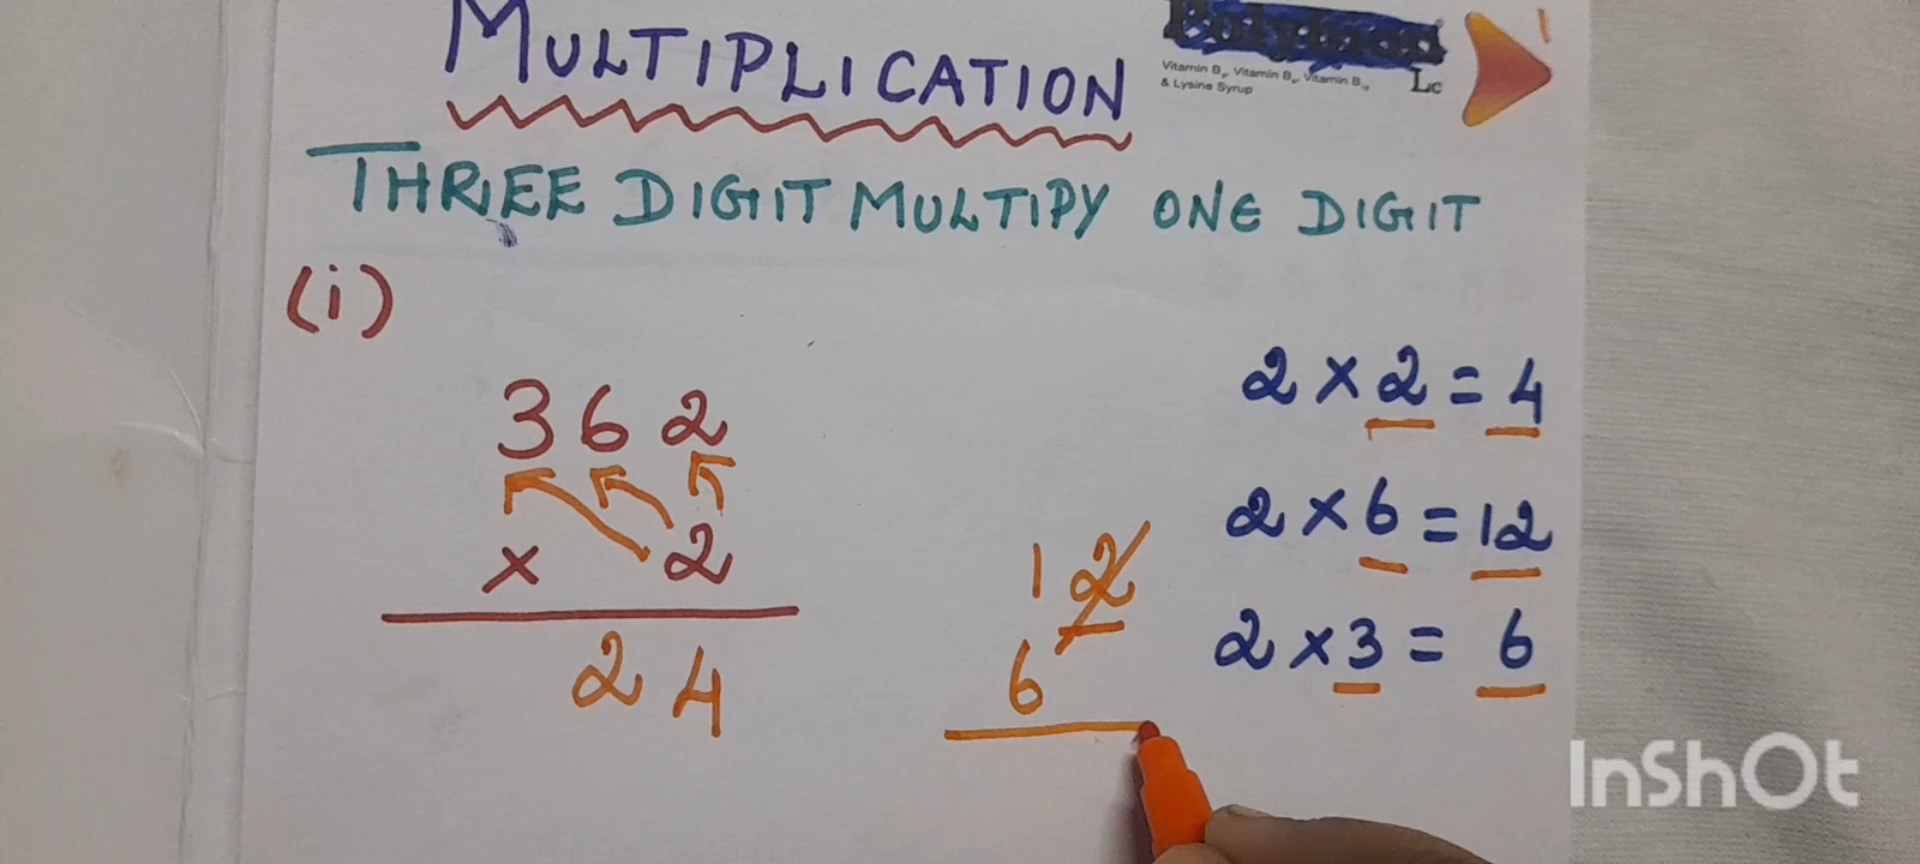 MULTIPLICATION
Vitamin B, Vitamin B, Vitamin B
& Lysine Syrup
Lc
THREE DIGIT MULTIPY ONE DIGIT
(i)
362
× 2
24
12
6
2 × 2 = 4
2 × 6 = 12
2 × 3 = 6
InShOt